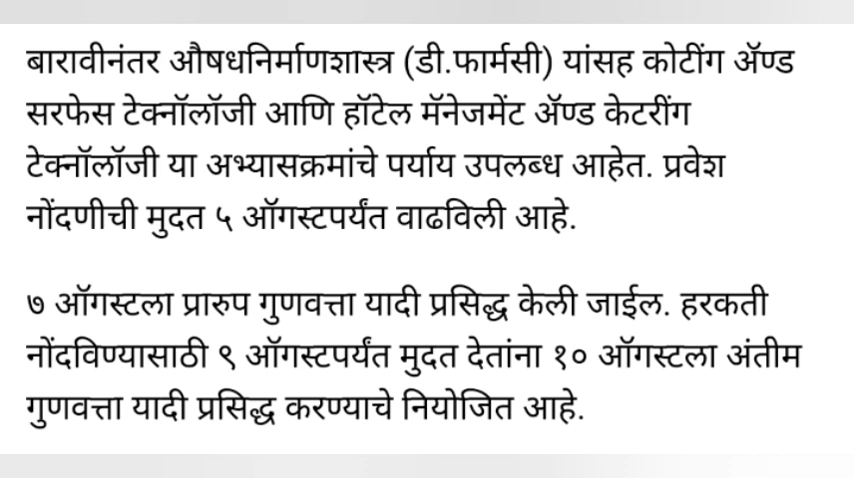 बारावीनंतर औषधनिर्माणशास्त्र (डी.फार्मसी) यांसह कोटींग ॲण्ड
सरफेस टेक्नॉलॉजी आणि हॉटेल मॅनेजमेंट ॲण्ड केटरींग
टेक्नॉलॉजी या अभ्यासक्रमांचे पर्याय उपलब्ध आहेत. प्रवेश
नोंदणीची मुदत ५ ऑगस्टपर्यंत वाढविली आहे.
७ ऑगस्टला प्रारुप गुणवत्ता यादी प्रसिद्ध केली जाईल. हरकती
नोंदविण्यासाठी ९ ऑगस्टपर्यंत मुदत देतांना १० ऑगस्टला अंतीम
गुणवत्ता यादी प्रसिद्ध करण्याचे नियोजित आहे.